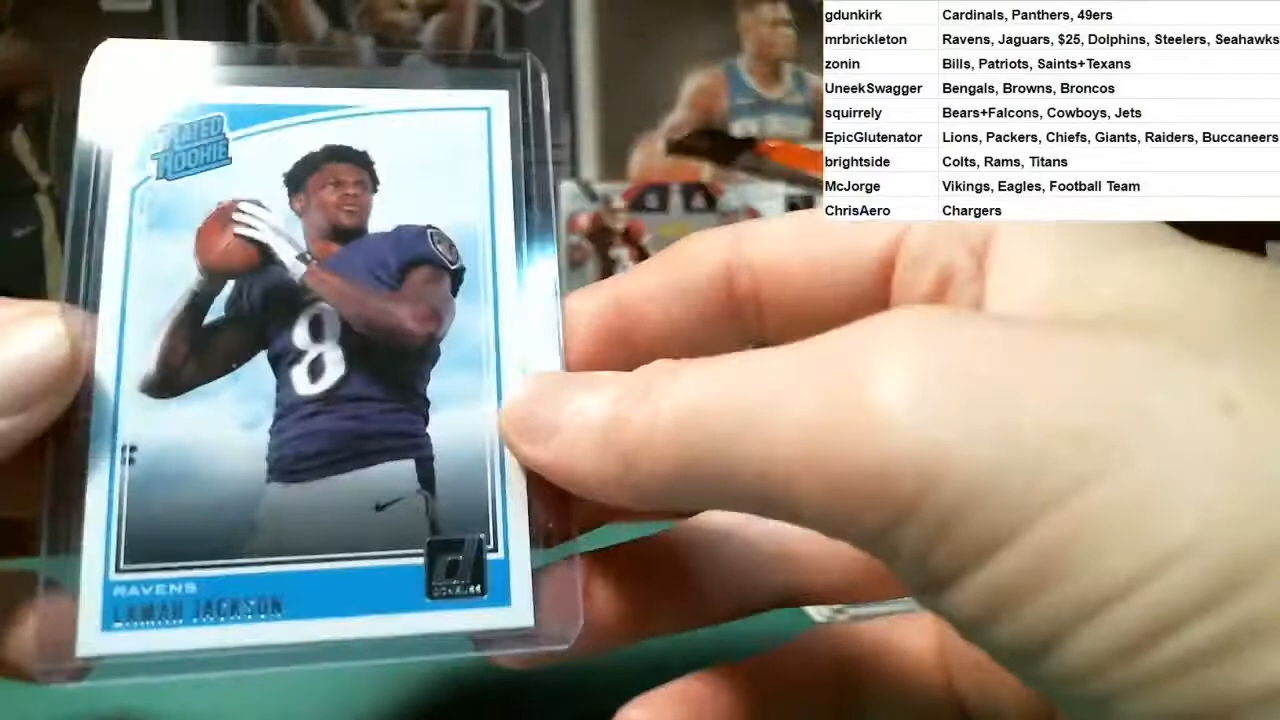 RATED
ROOKIE
8
RAVENS
LAMAR JACKSON
DONRUSS
gdunkirk Cardinals, Panthers, 49ers
mrbrickleton Ravens, Jaguars, $25, Dolphins, Steelers, Seahawks
zonin Bills, Patriots, Saints+Texans
UneekSwagger Bengals, Browns, Broncos
squirrely Bears+Falcons, Cowboys, Jets
EpicGlutenator Lions, Packers, Chiefs, Giants, Raiders, Buccaneers
brightside Colts, Rams, Titans
McJorge Vikings, Eagles, Football Team
ChrisAero Chargers